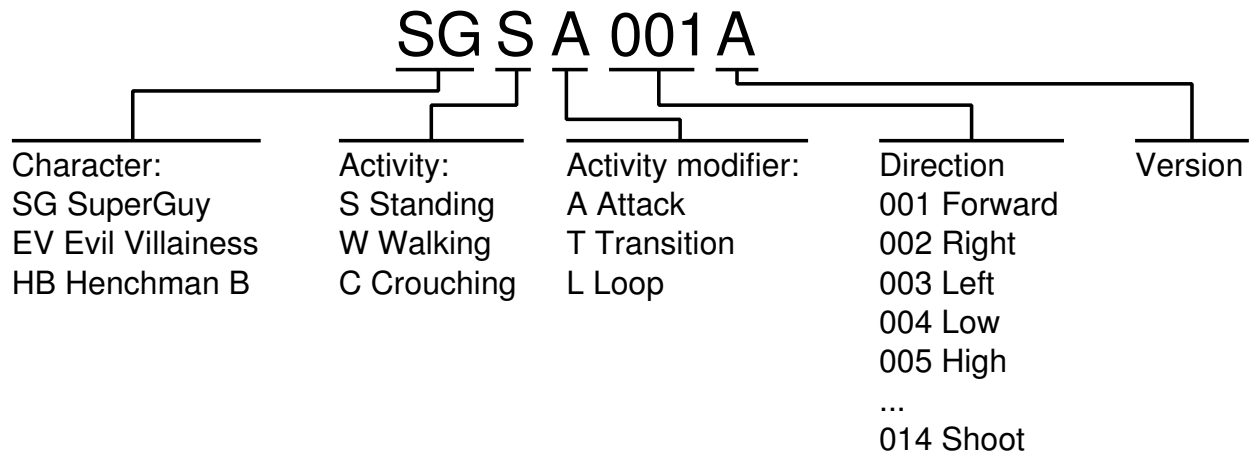 SG S A 001 A
Character:
SG SuperGuy
EV Evil Villainess
HB Henchman B
Activity:
S Standing
W Walking
C Crouching
Activity modifier:
A Attack
T Transition
L Loop
Direction
001 Forward
002 Right
003 Left
004 Low
005 High
...
014 Shoot
Version